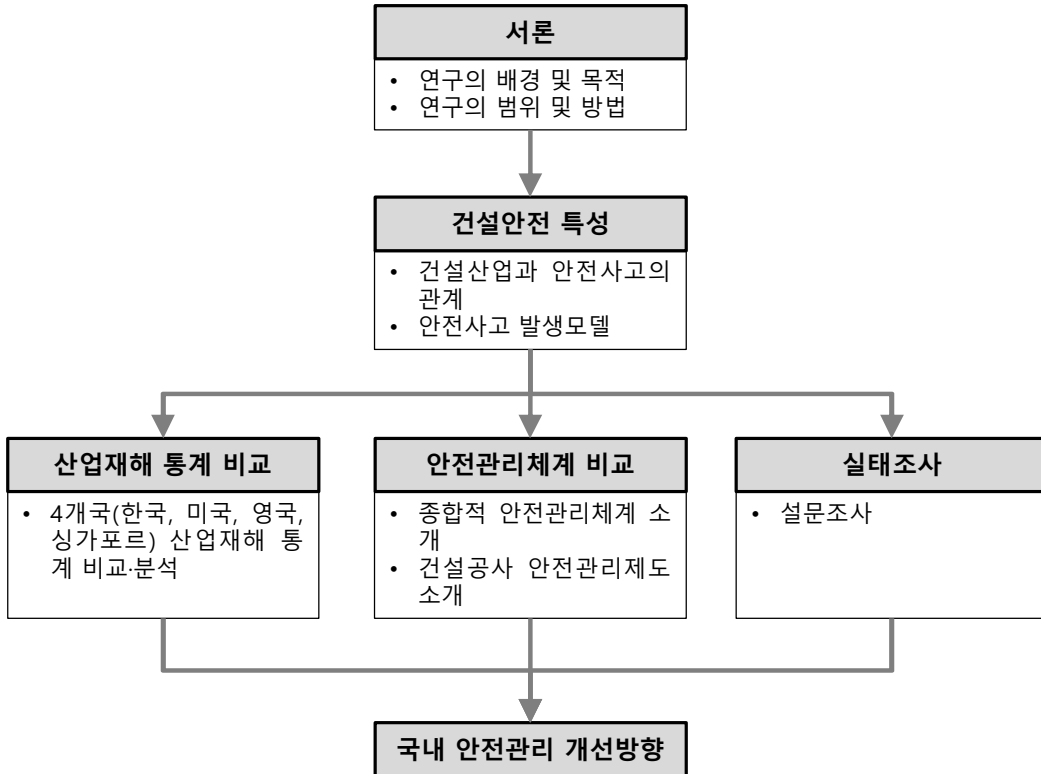 서론
• 연구의 배경 및 목적
• 연구의 범위 및 방법
건설안전 특성
• 건설산업과 안전사고의
관계
• 안전사고 발생모델
산업재해 통계 비교
• 4개국(한국, 미국, 영국,
싱가포르) 산업재해 통
계 비교·분석
안전관리체계 비교
• 종합적 안전관리체계 소
개
• 건설공사 안전관리제도
소개
실태조사
• 설문조사
국내 안전관리 개선방향